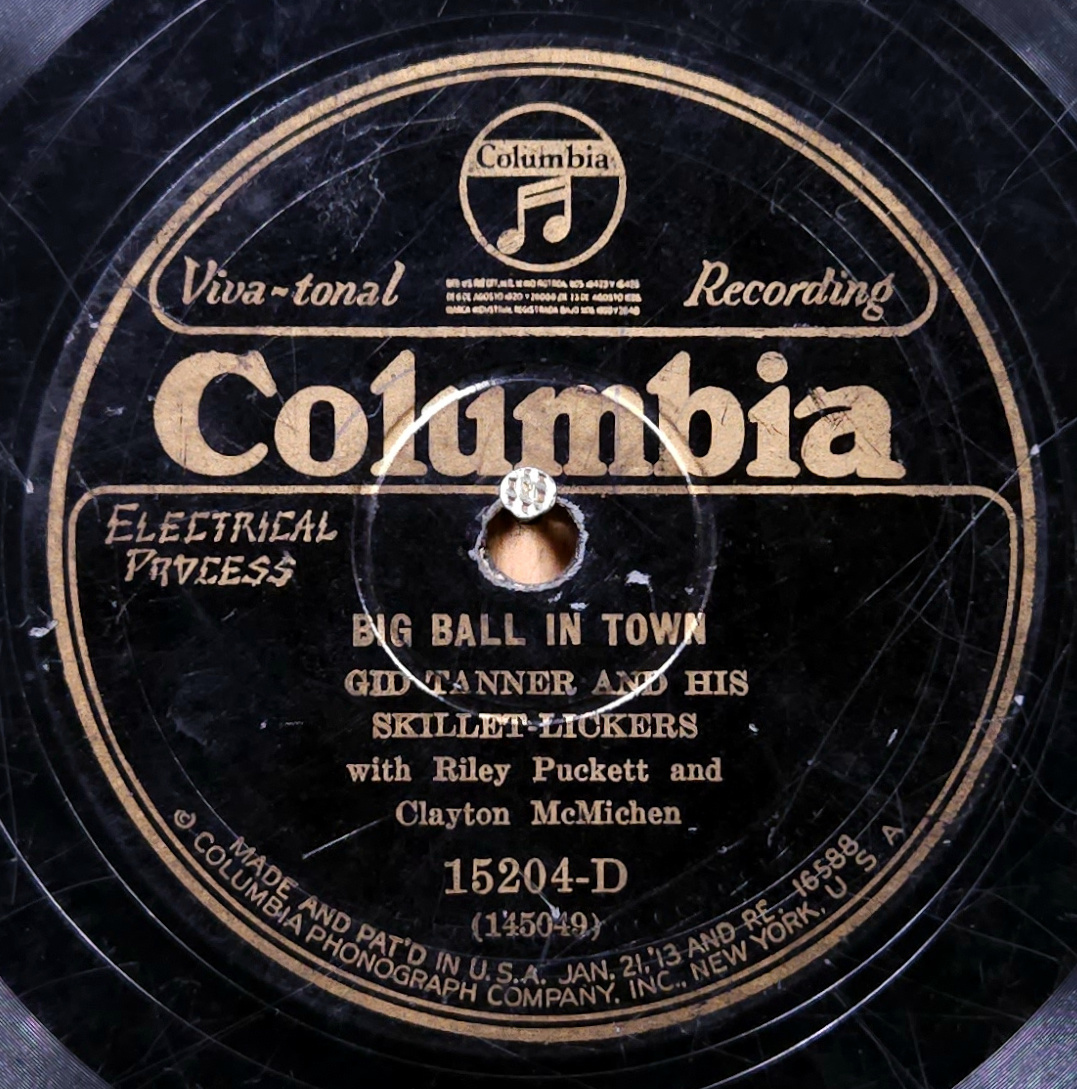 Columbia
Viva-tonal Recording
Columbia
ELECTRICAL
PROCESS
BIG BALL IN TOWN
GID TANNER AND HIS
SKILLET-LICKERS
with Riley Puckett and
Clayton McMichen
15204-D
(145049)
MADE AND PAT'D IN U.S.A. JAN. 21,'13 AND RE. 16588
© COLUMBIA PHONOGRAPH COMPANY, INC., NEW YORK, U S A